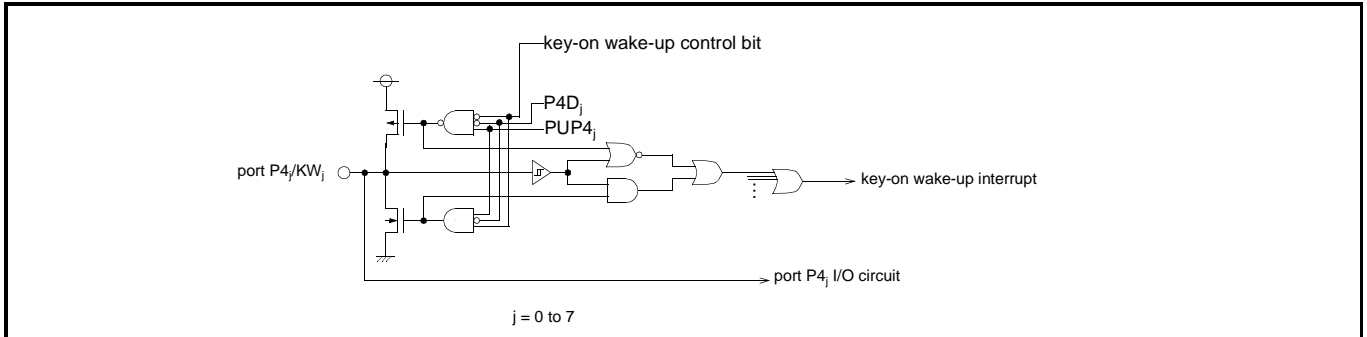 key-on wake-up control bit
P4Dj
PUP4j
port P4j/KWj
key-on wake-up interrupt
port P4j I/O circuit
j = 0 to 7